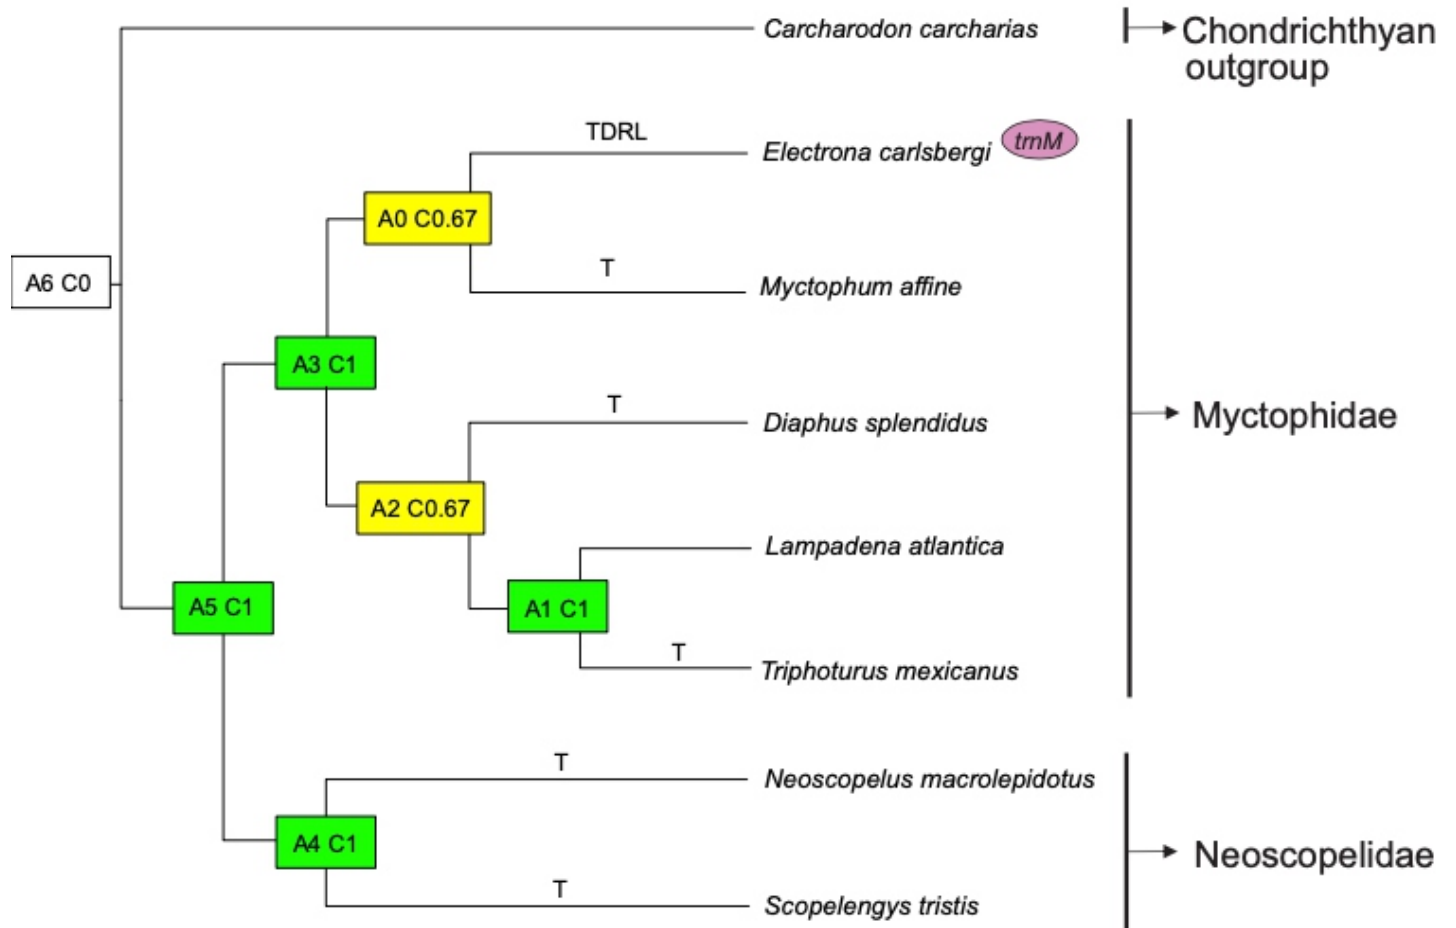 Carcharodon carcharias
Chondrichthyan
outgroup
TDRL
Electrona carlsbergi
trnM
A0 C0.67
T
Myctophum affine
A6 C0
A3 C1
T
Diaphus splendidus
Myctophidae
A2 C0.67
Lampadena atlantica
A5 C1
A1 C1
T
Triphoturus mexicanus
T
Neoscopelus macrolepidotus
A4 C1
Neoscopelidae
T
Scopelengys tristis